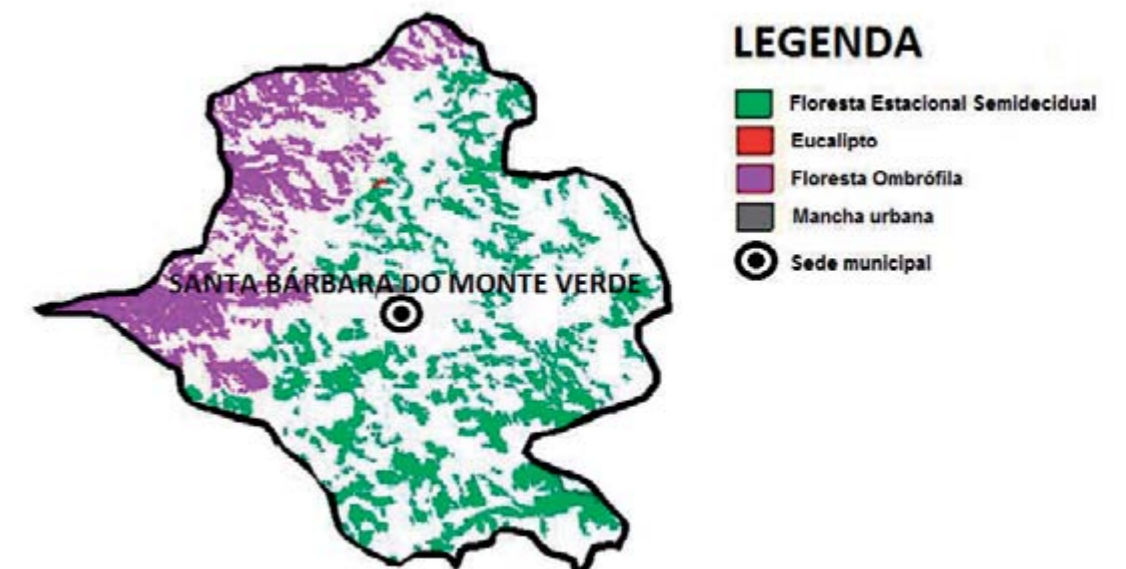 LEGENDA
Floresta Estacional Semidecidual
Eucalipto
Floresta Ombrófila
Mancha urbana
Sede municipal
SANTA BÁRBARA DO MONTE VERDE